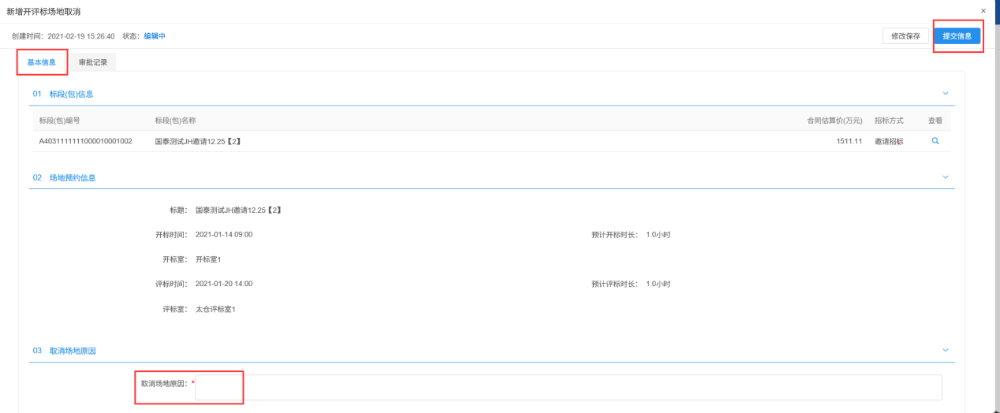 新增开评标场地取消 ×
创建时间: 2021-02-19 15:26:40 状态: 编辑中 修改保存 提交信息
基本信息 审批记录
01 标段(包)信息
标段(包)编号 标段(包)名称 合同估算价(万元) 招标方式 查看
A4031111111000010001002 国泰测试JH邀请12.25【2】 1511.11 邀请招标
02 场地预约信息
标题: 国泰测试JH邀请12.25【2】
开标时间: 2021-01-14 09:00 预计开标时长: 1.0小时
开标室: 开标室1
评标时间: 2021-01-20 14:00 预计评标时长: 1.0小时
评标室: 太仓评标室1
03 取消场地原因
取消场地原因: *